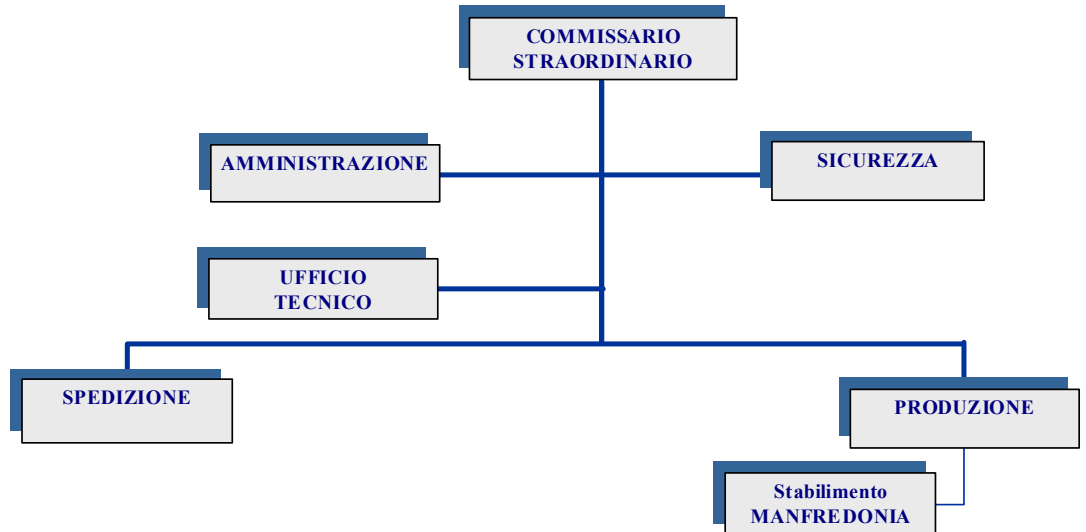 COMMISSARIO
STRAORDINARIO
AMMINISTRAZIONE
SICUREZZA
UFFICIO
TECNICO
SPEDIZIONE
PRODUZIONE
Stabilimento
MANFREDONIA